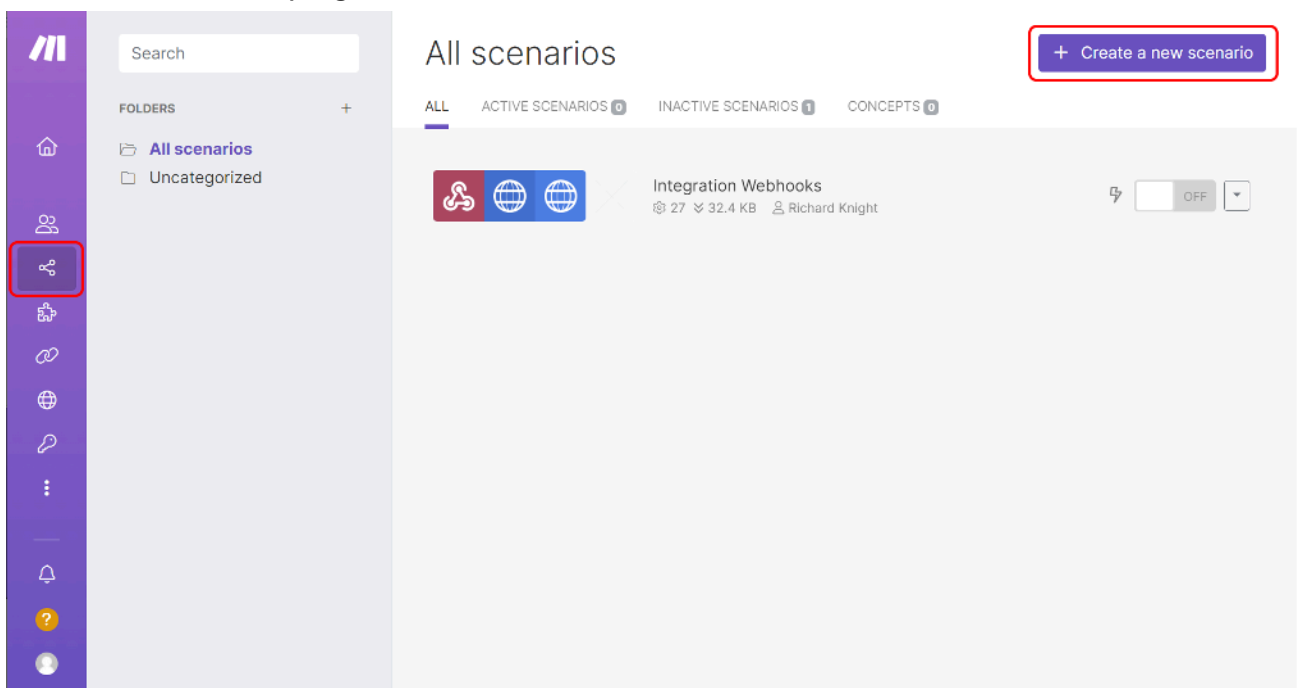 Search
All scenarios
+ Create a new scenario
FOLDERS +
ALL ACTIVE SCENARIOS 0 INACTIVE SCENARIOS 1 CONCEPTS 0
All scenarios
Uncategorized
Integration Webhooks
27 32.4 KB Richard Knight
OFF
?